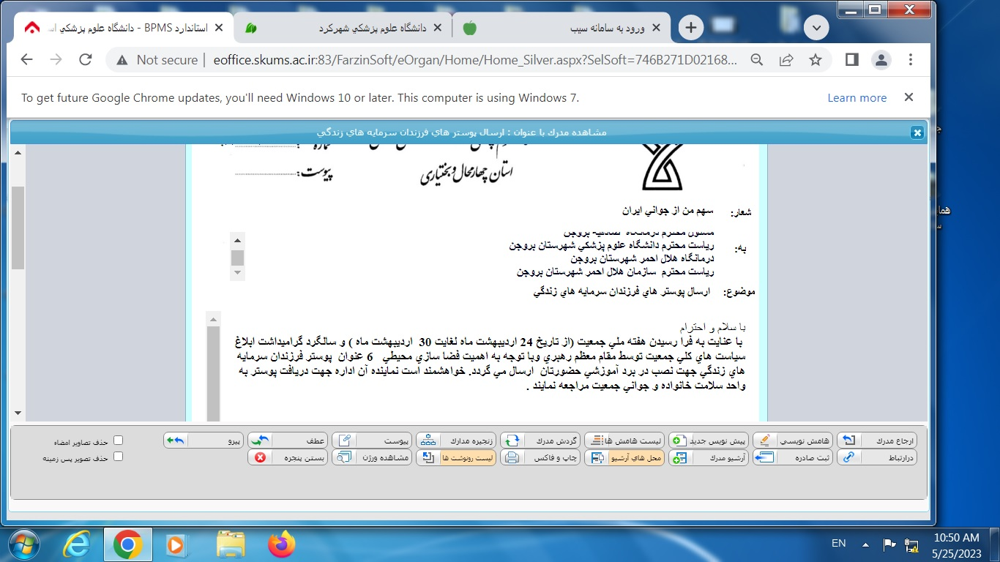 استاندارد BPMS - دانشگاه علوم پزشكي
دانشگاه علوم پزشكي شهركرد
ورود به سامانه سیب
Not secure | eoffice.skums.ac.ir:83/FarzinSoft/eOrgan/Home/Home_Silver.aspx?SelSoft=746B271D02168...
To get future Google Chrome updates, you'll need Windows 10 or later. This computer is using Windows 7.
Learn more
مشاهده مدرك با عنوان : ارسال پوستر هاي فرزندان سرمايه هاي زندگي
استان چهارمحال و بختیاری
پیوست:
شعار: سهم من از جواني ايران
به:
رياست محترم دانشگاه علوم پزشكي شهرستان بروجن
درمانگاه هلال احمر شهرستان بروجن
رياست محترم سازمان هلال احمر شهرستان بروجن
موضوع: ارسال پوستر هاي فرزندان سرمايه هاي زندگي
با سلام و احترام
با عنايت به فرا رسيدن هفته ملي جمعيت (از تاريخ 24 ارديبهشت ماه لغايت 30 ارديبهشت ماه ) و سالگرد گراميداشت ابلاغ
سياست هاي كلي جمعيت توسط مقام معظم رهبري وبا توجه به اهميت فضا سازي محيطي 6 عنوان پوستر فرزندان سرمايه
هاي زندگي جهت نصب در برد آموزشي حضورتان ارسال مي گردد. خواهشمند است نماينده آن اداره جهت دريافت پوستر به
واحد سلامت خانواده و جواني جمعيت مراجعه نمايند .
ارجاع مدرك
هامش نويسي
پيش نويس جديد
ليست هامش ها
گردش مدرك
زنجيره مدارك
پيوست
عطف
پيرو
حذف تصاوير امضاء
درارتباط
ثبت صادره
آرشيو مدرك
محل هاي آرشيو
چاپ و فاكس
ليست رونوشت ها
مشاهده ورژن
بستن پنجره
حذف تصوير پس زمينه
EN
10:50 AM
5/25/2023